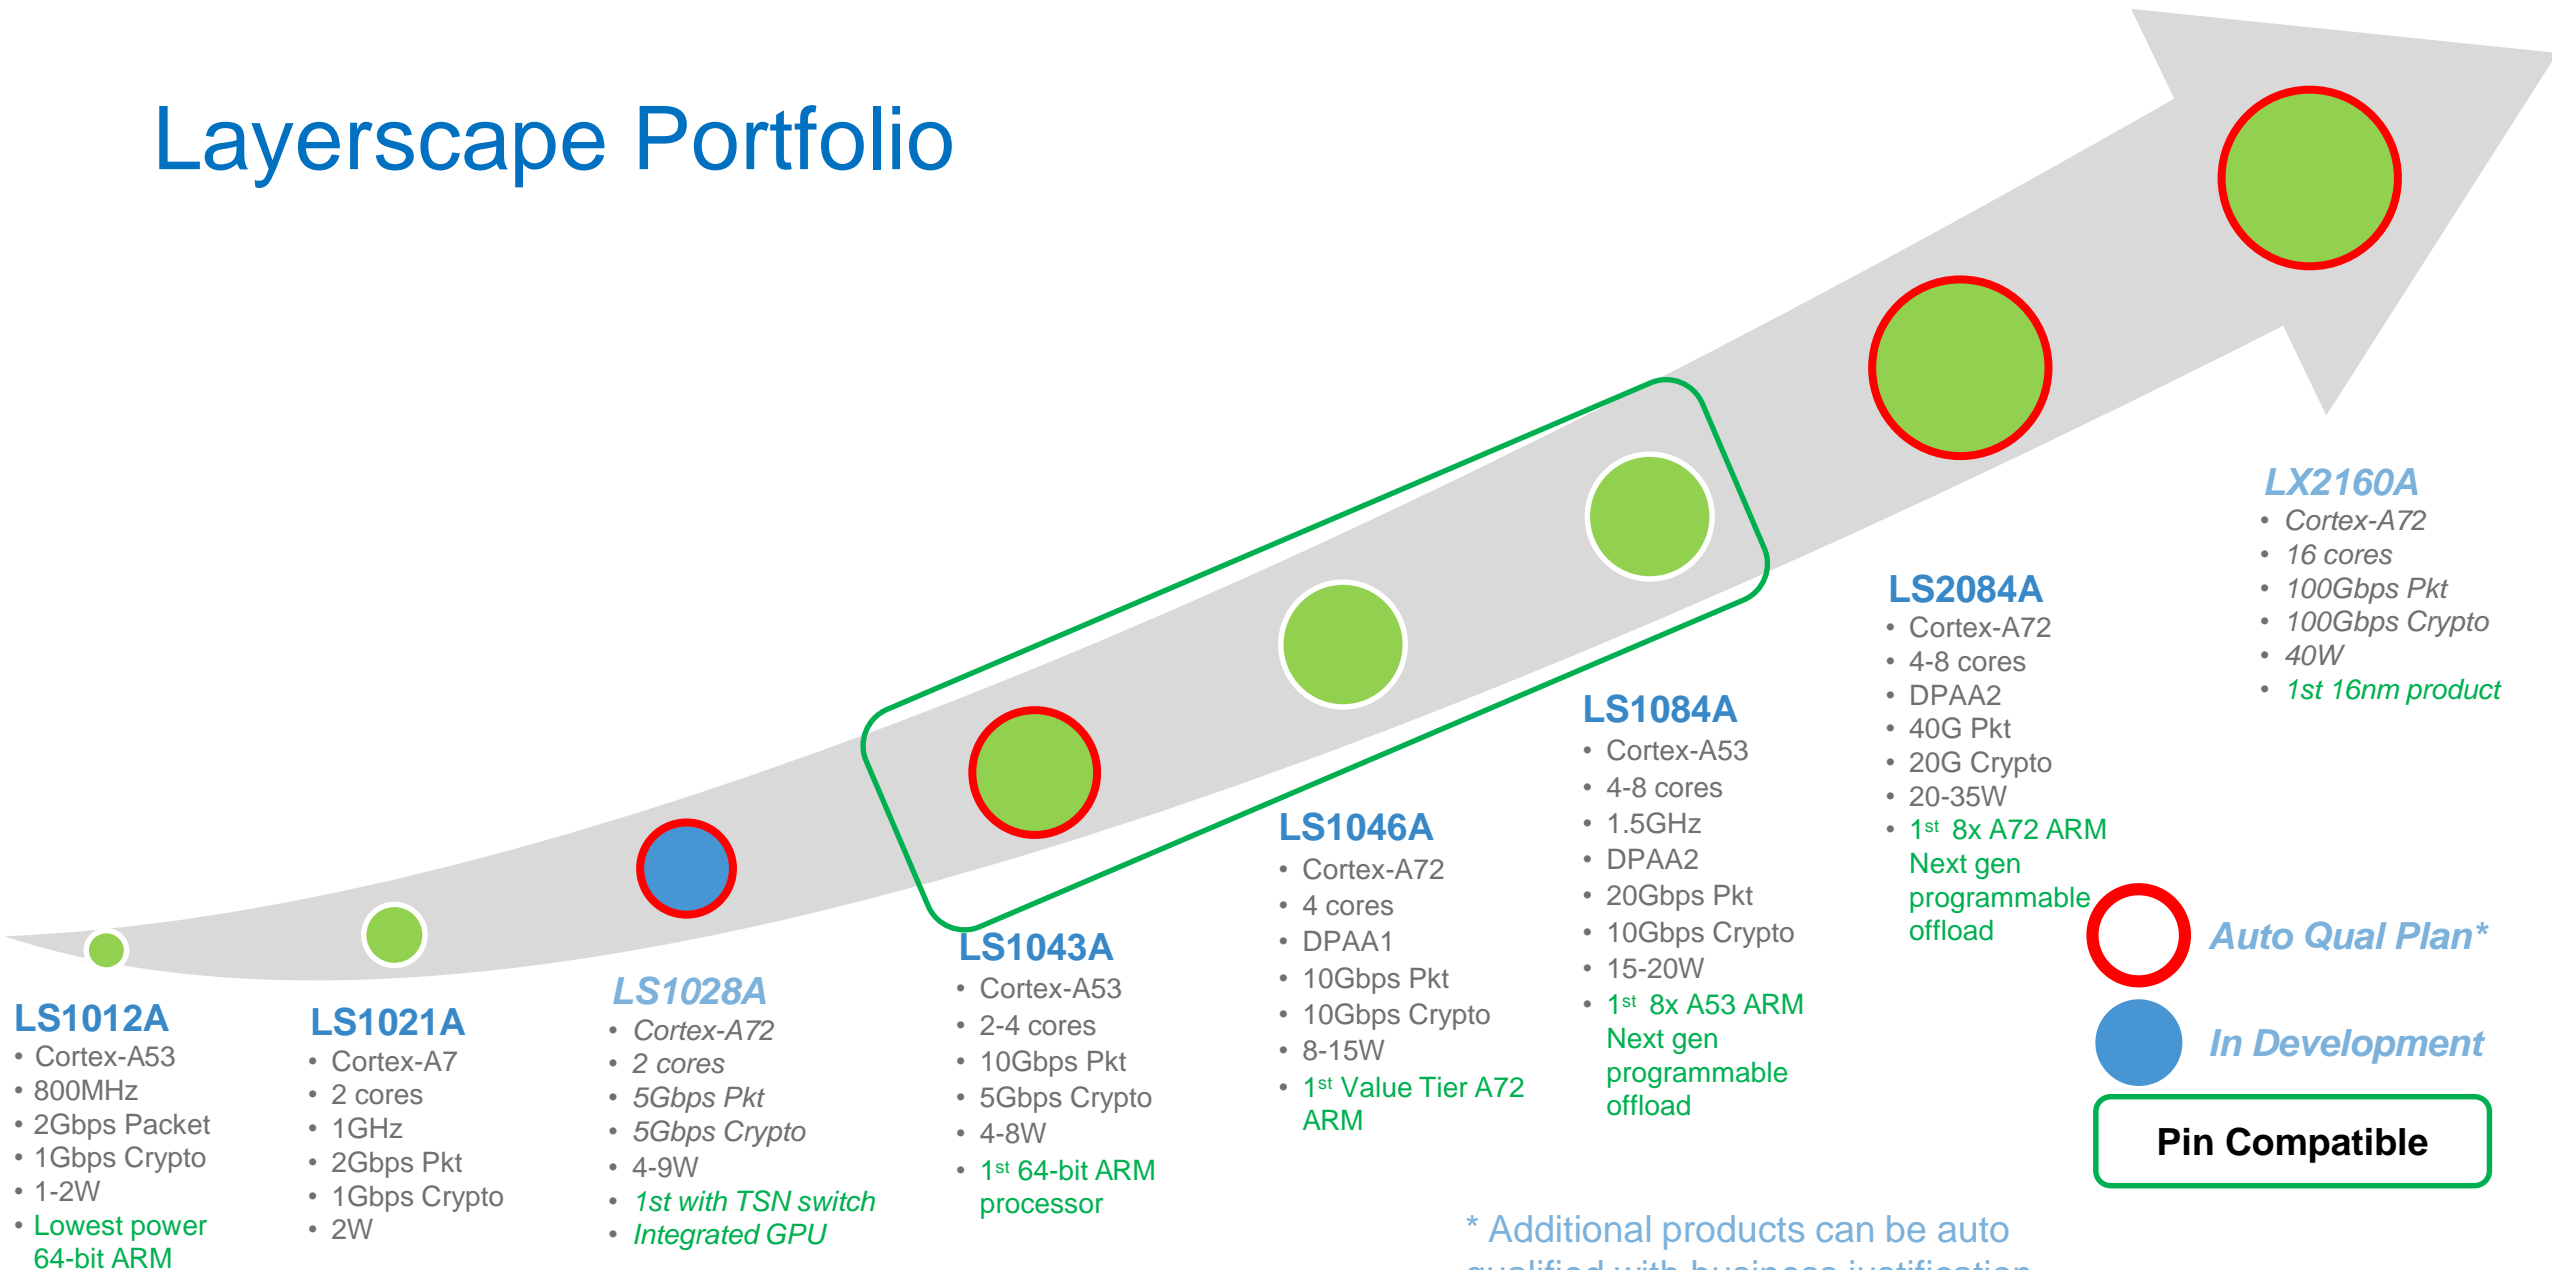 Layerscape Portfolio
LS1012A
• Cortex-A53
• 800MHz
• 2Gbps Packet
• 1Gbps Crypto
• 1-2W
• Lowest power
64-bit ARM
LS1021A
• Cortex-A7
• 2 cores
• 1GHz
• 2Gbps Pkt
• 1Gbps Crypto
• 2W
LS1028A
• Cortex-A72
• 2 cores
• 5Gbps Pkt
• 5Gbps Crypto
• 4-9W
• 1st with TSN switch
• Integrated GPU
LS1043A
• Cortex-A53
• 2-4 cores
• 10Gbps Pkt
• 5Gbps Crypto
• 4-8W
• 1st 64-bit ARM
processor
LS1046A
• Cortex-A72
• 4 cores
• DPAA1
• 10Gbps Pkt
• 10Gbps Crypto
• 8-15W
• 1st Value Tier A72
ARM
LS1084A
• Cortex-A53
• 4-8 cores
• 1.5GHz
• DPAA2
• 20Gbps Pkt
• 10Gbps Crypto
• 15-20W
• 1st 8x A53 ARM
Next gen
programmable
offload
LS2084A
• Cortex-A72
• 4-8 cores
• DPAA2
• 40G Pkt
• 20G Crypto
• 20-35W
• 1st 8x A72 ARM
Next gen
programmable
offload
LX2160A
• Cortex-A72
• 16 cores
• 100Gbps Pkt
• 100Gbps Crypto
• 40W
• 1st 16nm product
Auto Qual Plan*
In Development
Pin Compatible
* Additional products can be auto
qualified with business justification